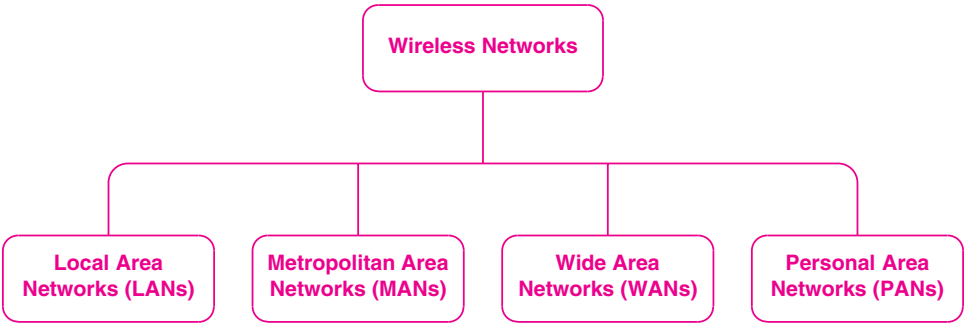 Wireless Networks
Local Area
Networks (LANs)
Metropolitan Area
Networks (MANs)
Wide Area
Networks (WANs)
Personal Area
Networks (PANs)